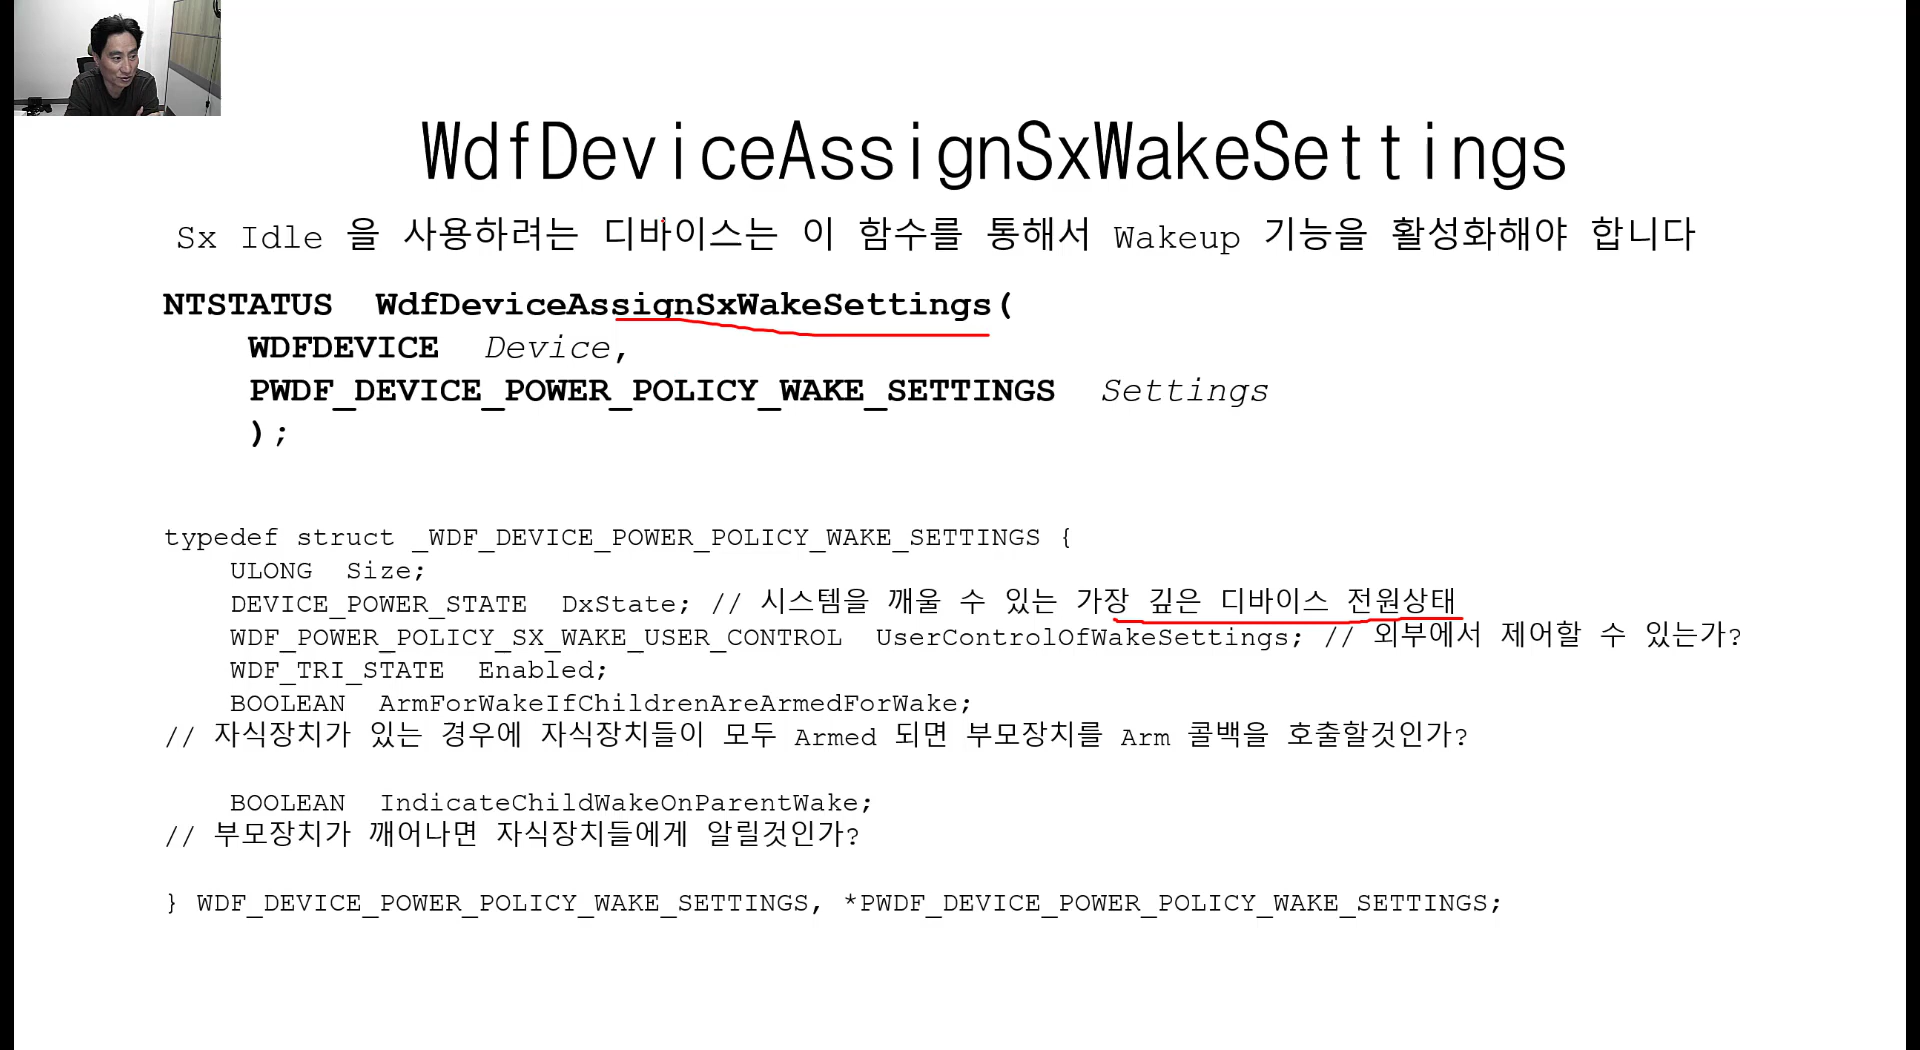 WdfDeviceAssignSxWakeSettings
Sx Idle 을 사용하려는 디바이스는 이 함수를 통해서 Wakeup 기능을 활성화해야 합니다
NTSTATUS WdfDeviceAssignSxWakeSettings(
WDFDEVICE Device,
PWDF_DEVICE_POWER_POLICY_WAKE_SETTINGS Settings
);
typedef struct _WDF_DEVICE_POWER_POLICY_WAKE_SETTINGS {
ULONG Size;
DEVICE_POWER_STATE DxState; // 시스템을 깨울 수 있는 가장 깊은 디바이스 전원상태
WDF_POWER_POLICY_SX_WAKE_USER_CONTROL UserControlOfWakeSettings; // 외부에서 제어할 수 있는가?
WDF_TRI_STATE Enabled;
BOOLEAN ArmForWakeIfChildrenAreArmedForWake;
// 자식장치가 있는 경우에 자식장치들이 모두 Armed 되면 부모장치를 Arm 콜백을 호출할것인가?
BOOLEAN IndicateChildWakeOnParentWake;
// 부모장치가 깨어나면 자식장치들에게 알릴것인가?
} WDF_DEVICE_POWER_POLICY_WAKE_SETTINGS, *PWDF_DEVICE_POWER_POLICY_WAKE_SETTINGS;